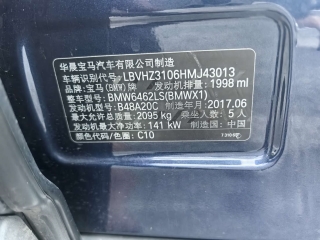 华晨宝马汽车有限公司制造
车辆识别代号: LBVHZ3106HMJ43013
品牌: 宝马(BMW)牌 发动机排量: 1998 ml
整车型号: BMW6462LS(BMWX1)
发动机型号: B48A20C 制造年月: 2017.06
最大允许总质量: 2095 kg 乘坐人数: 5人
发动机最大净功率: 141 kW 制造国: 中国
颜色代码/色卡: C10